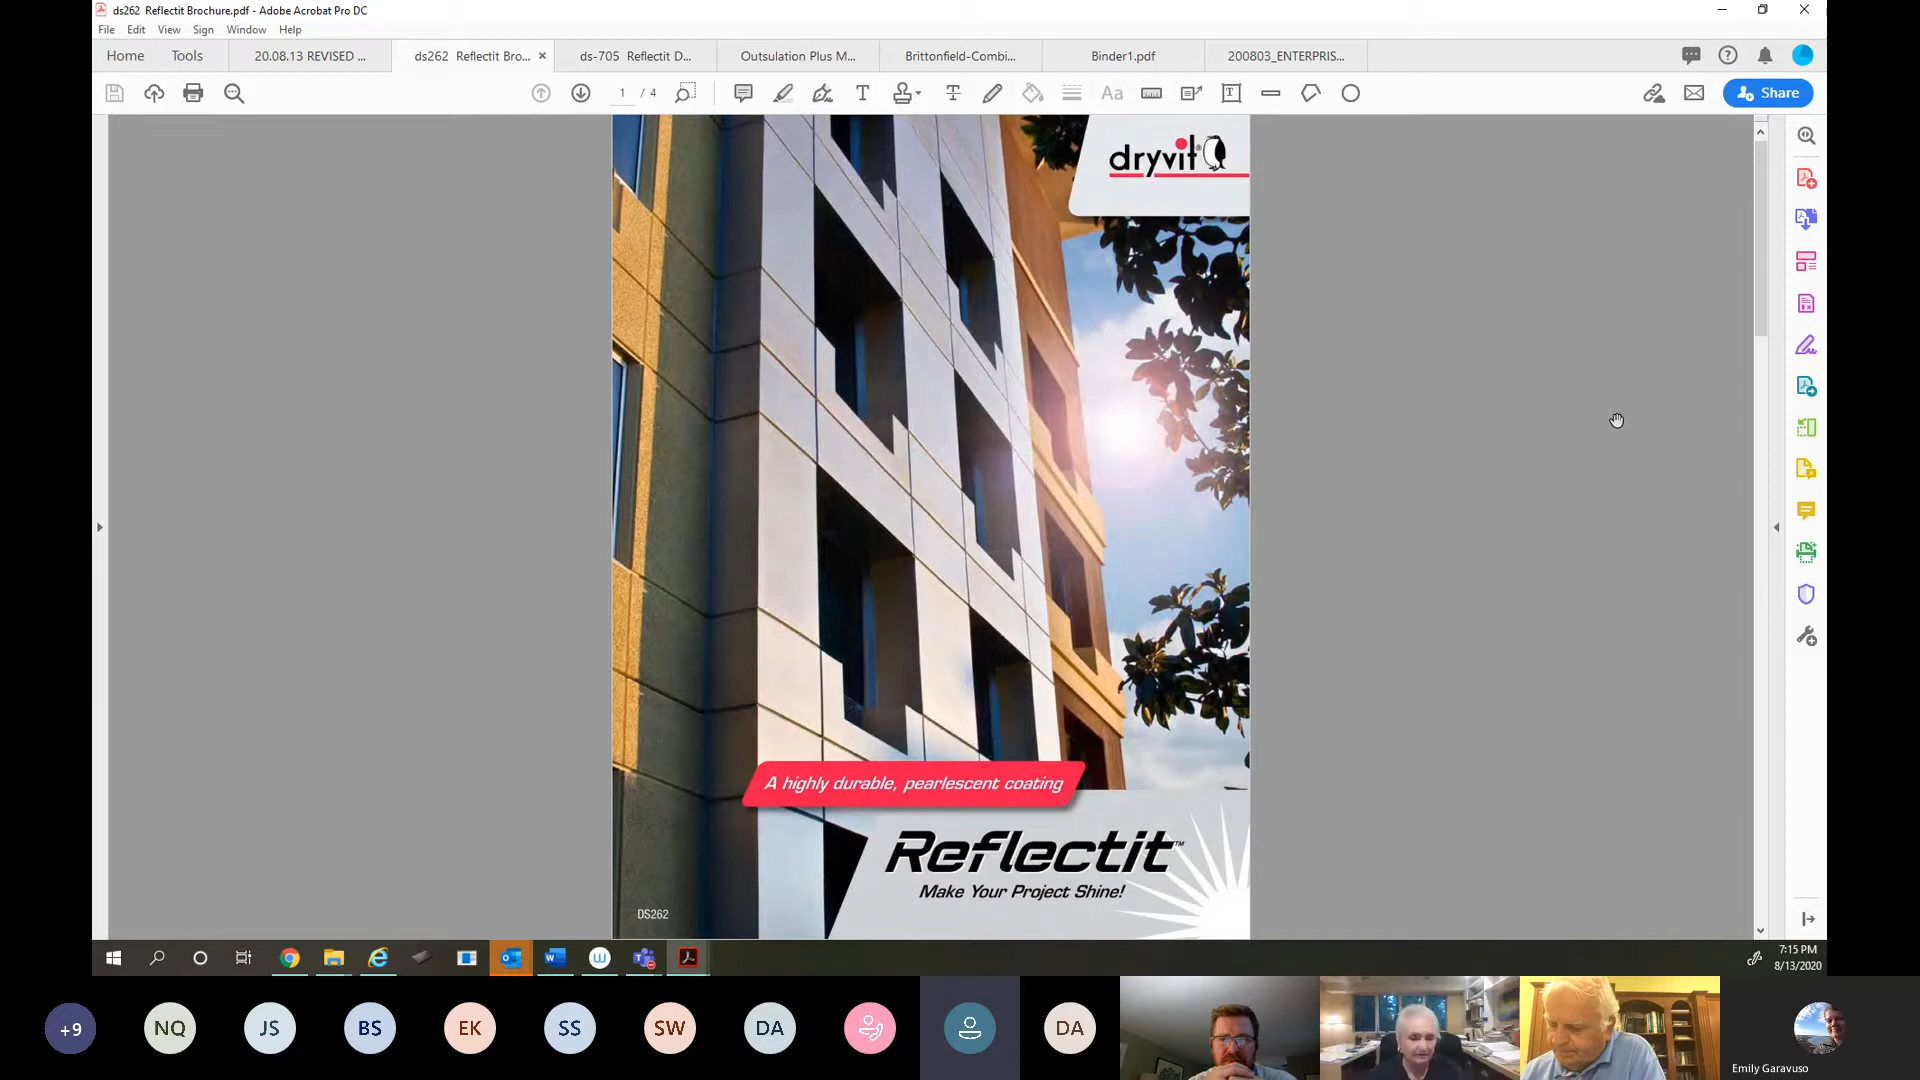 ds262 Reflectit Brochure.pdf - Adobe Acrobat Pro DC
File Edit View Sign Window Help
Home Tools 20.08.13 REVISED ... ds262 Reflectit Bro... × ds-705 Reflectit D... Outsulation Plus M... Brittonfield-Combi... Binder1.pdf 200803_ENTERPRIS...
1 / 4 Aa Share
dryvit®
A highly durable, pearlescent coating
Reflectit™
Make Your Project Shine!
DS262
7:15 PM
8/13/2020
+9 NQ JS BS EK SS SW DA DA
Emily Garavuso